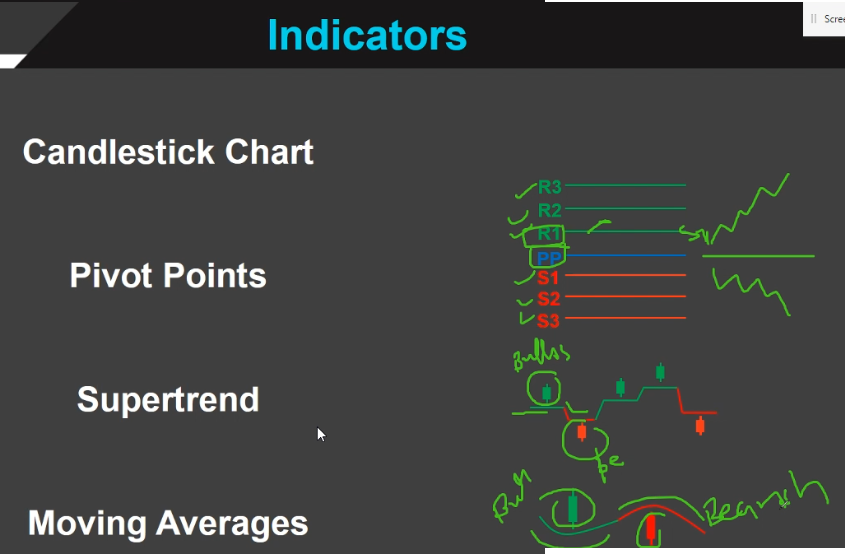 Indicators
Scree
Candlestick Chart
R3
R2
R1
PP
Pivot Points
S1
S2
S3
Supertrend
be
Bull
Bearish
Moving Averages